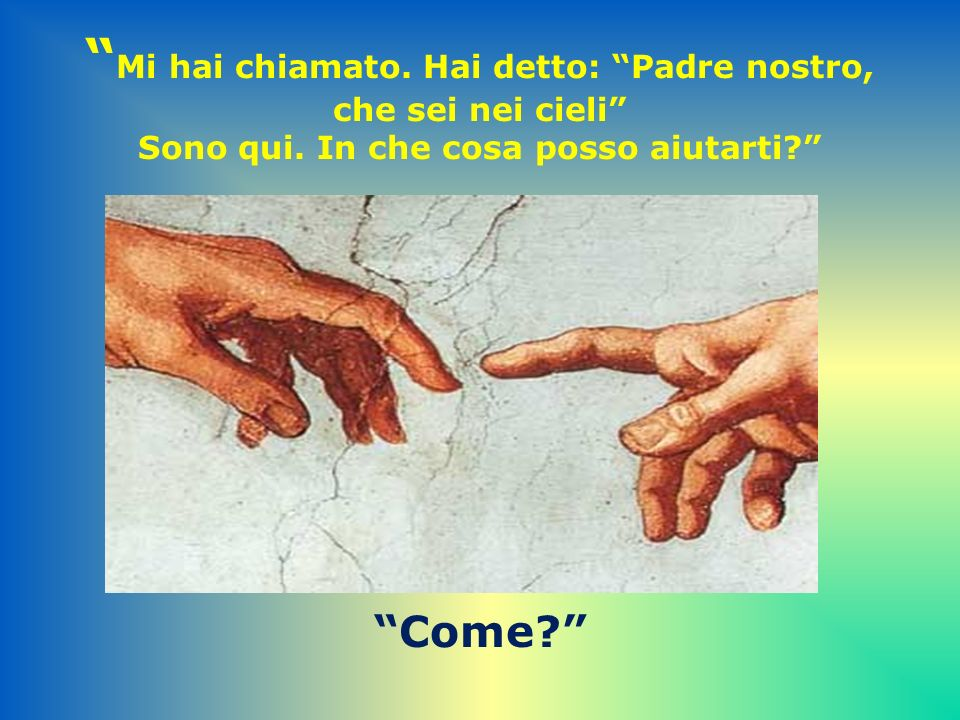 “Mi hai chiamato. Hai detto: “Padre nostro,
che sei nei cieli”
Sono qui. In che cosa posso aiutarti?”
“Come?”